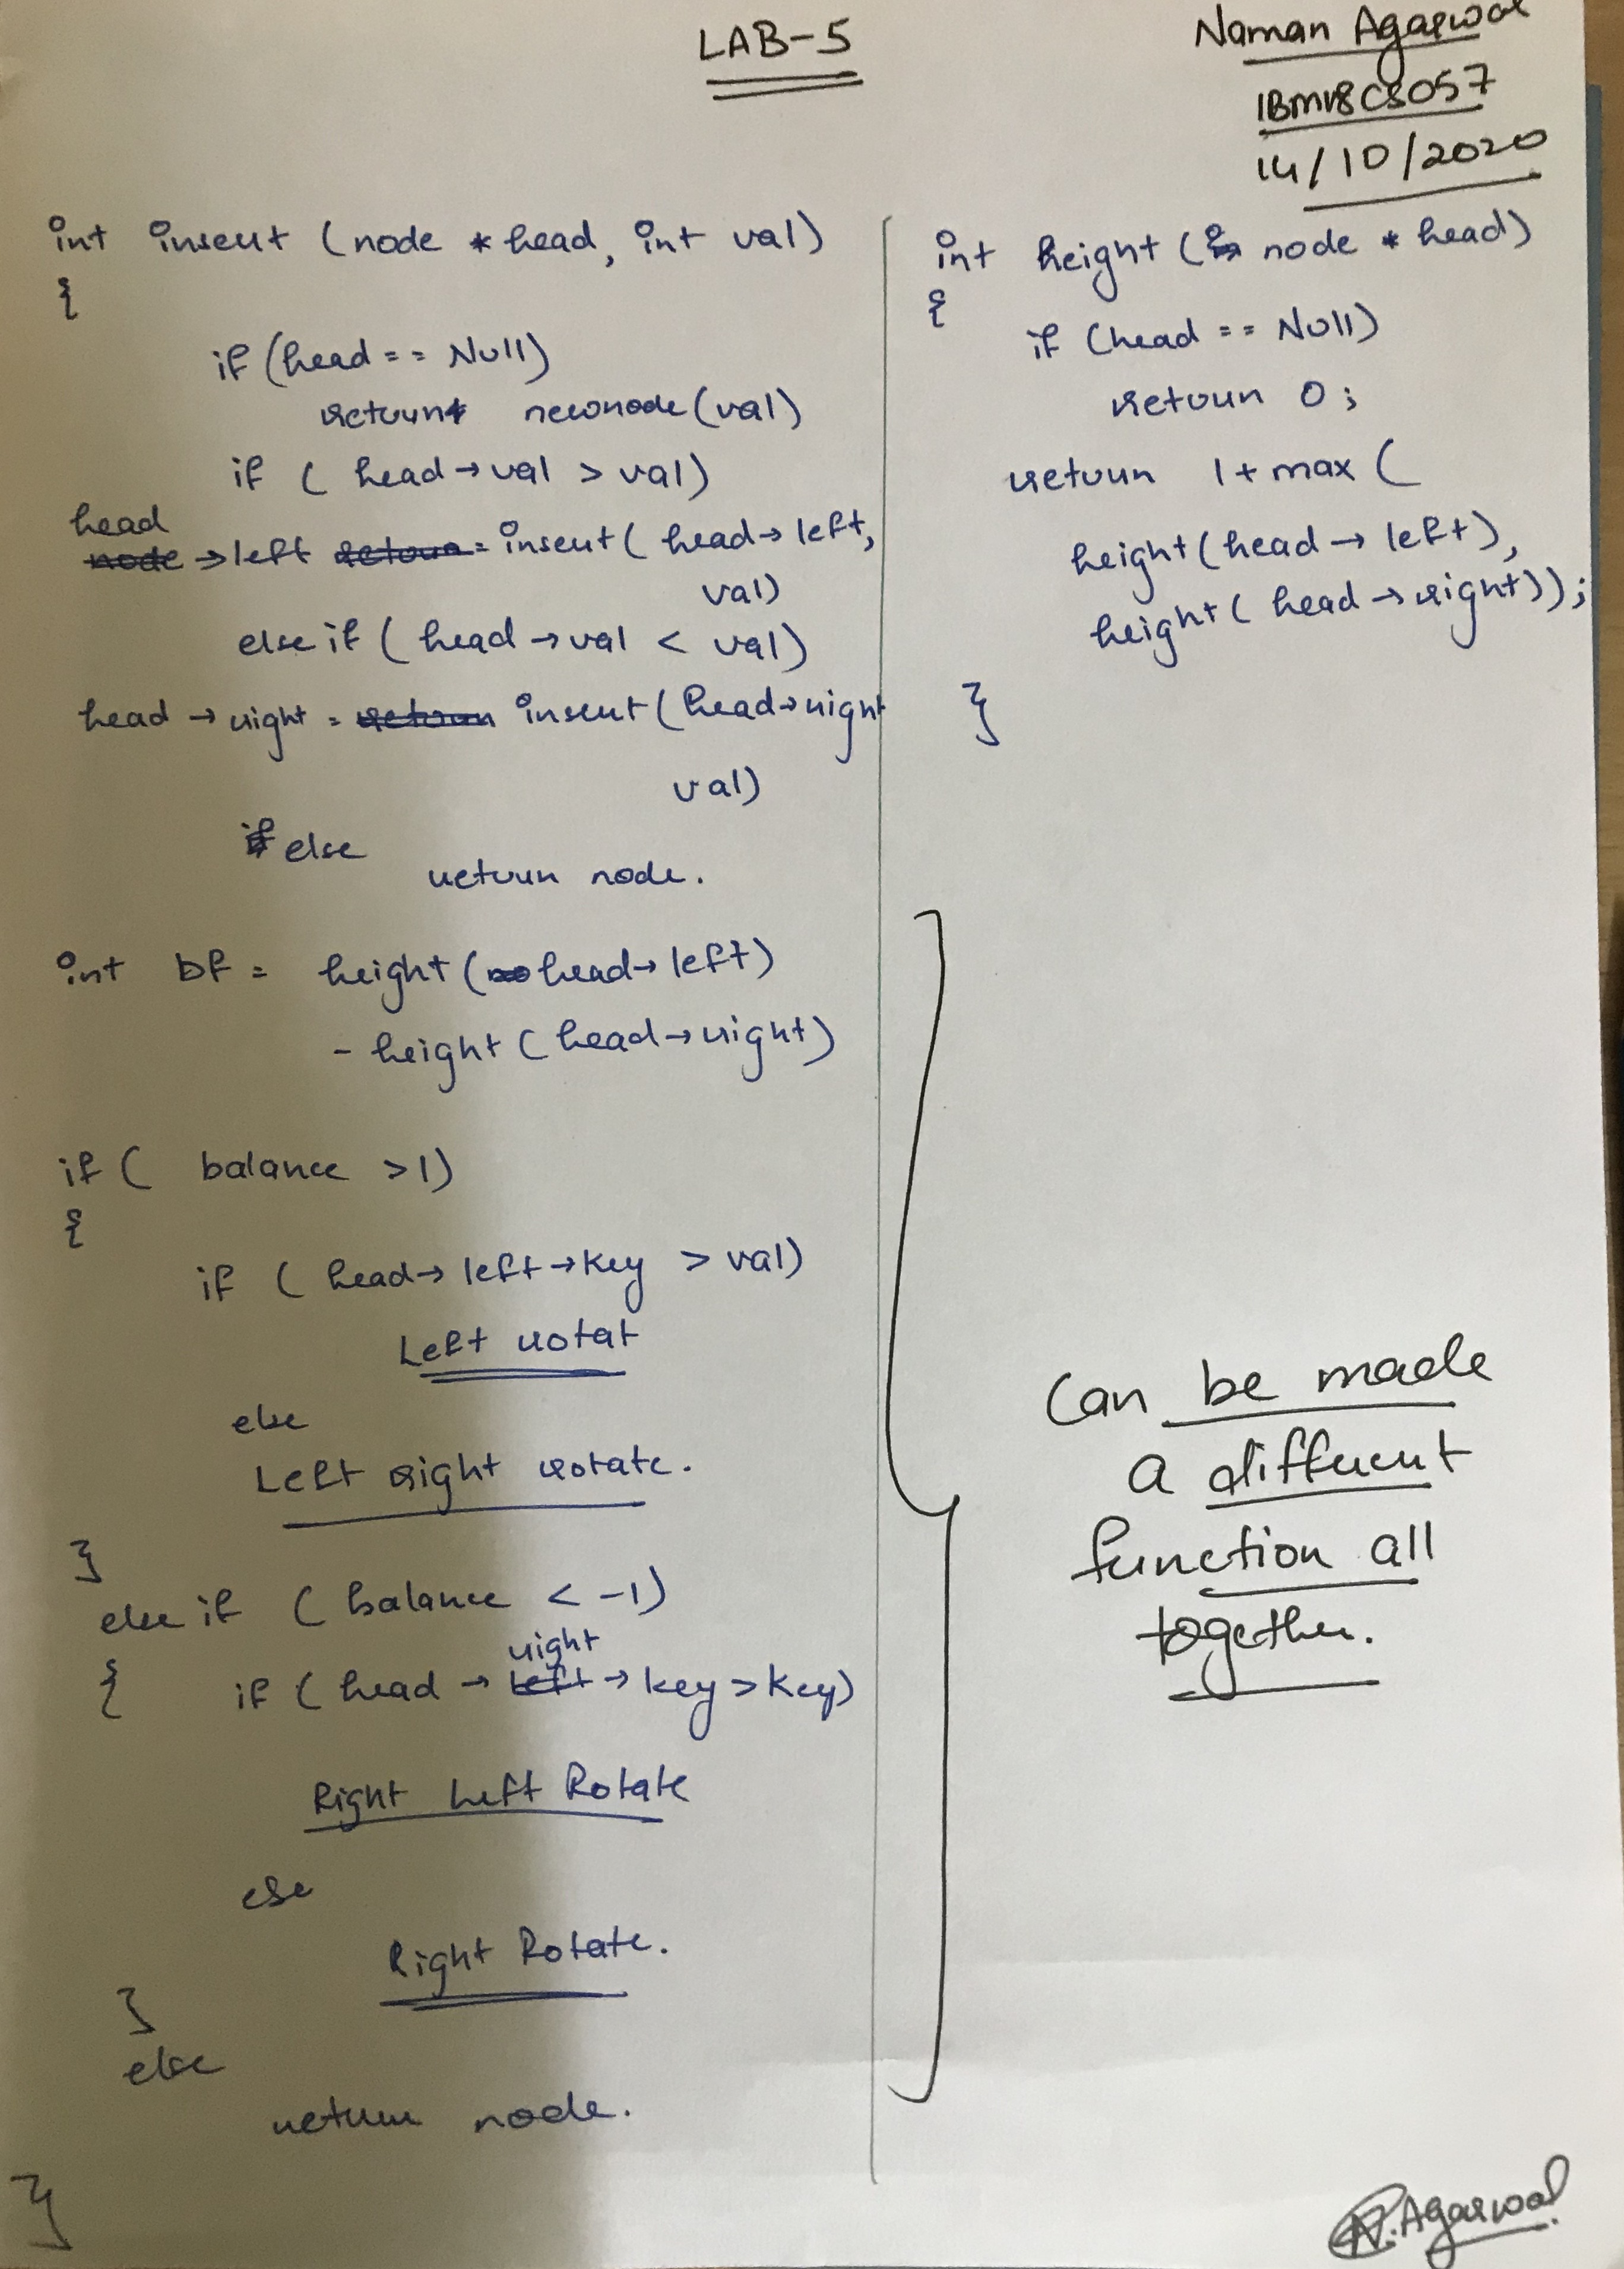 LAB-5
Naman Agarwal
1BM18CS057
14/10/2020
int insert (node * head, int val)
{
if (head == Null)
return newnode(val)
if ( head → val > val)
head
→ left = insert ( head → left,
val)
else if ( head → val < val)
head → right = insert ( head → right
val)
else
return node.
int bf = height ( head → left)
- height ( head → right)
if ( balance > 1)
{
if ( head → left → key > val)
Left rotat
else
Left right rotate.
}
else if ( balance < -1)
right
{ if ( head → left → key > key)
Right Left Rotate
else
Right Rotate.
}
else
return node.
}
int height ( node * head)
{
if (head == Null)
return 0;
return 1 + max (
height (head → left),
height ( head → right));
}
Can be made
a different
function all
together.
N. Agarwal